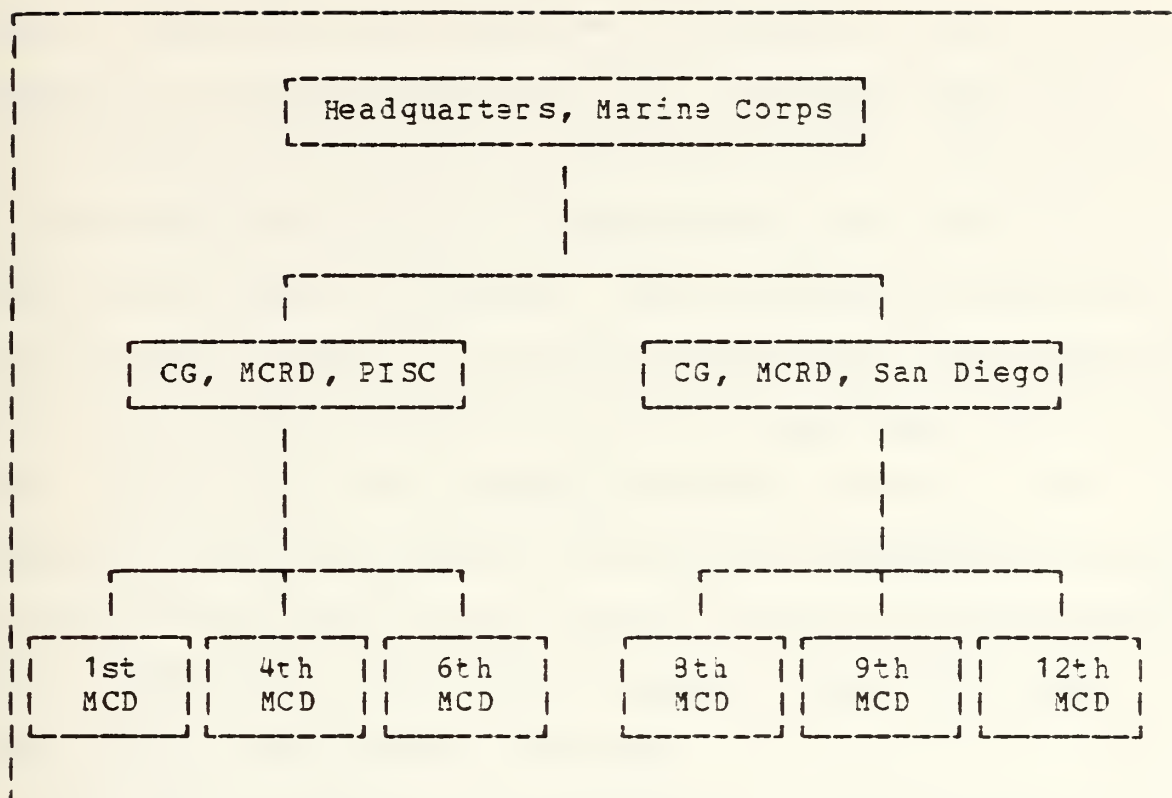 Headquarters, Marine Corps
CG, MCRD, PISC
CG, MCRD, San Diego
1st MCD
4th MCD
6th MCD
8th MCD
9th MCD
12th MCD